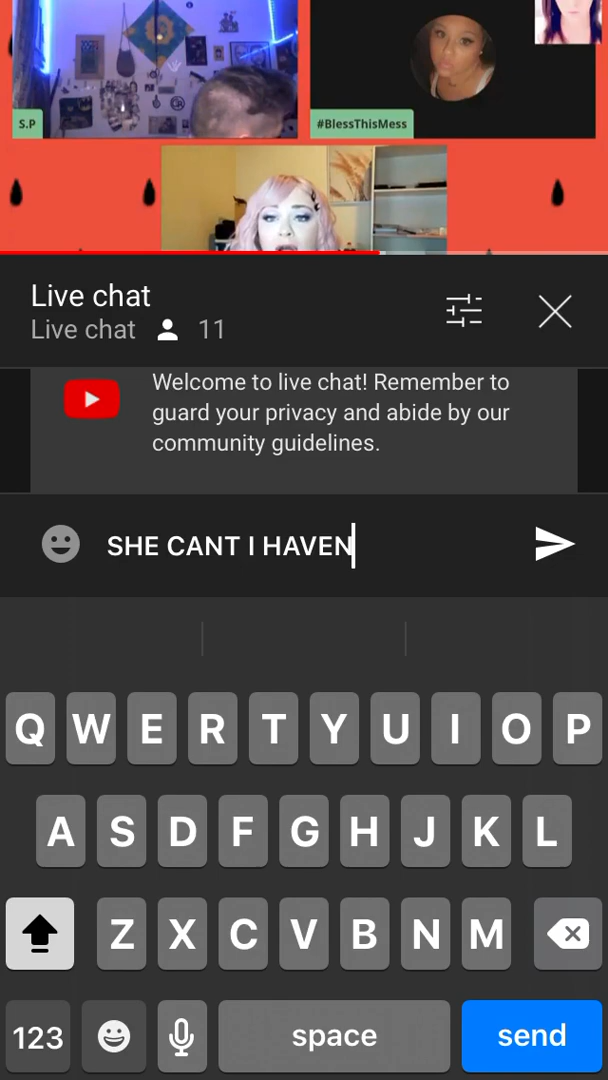 S.P
#BlessThisMess
Live chat
Live chat 11
Welcome to live chat! Remember to
guard your privacy and abide by our
community guidelines.
SHE CANT I HAVEN
Q W E R T Y U I O P
A S D F G H J K L
Z X C V B N M
123 space send